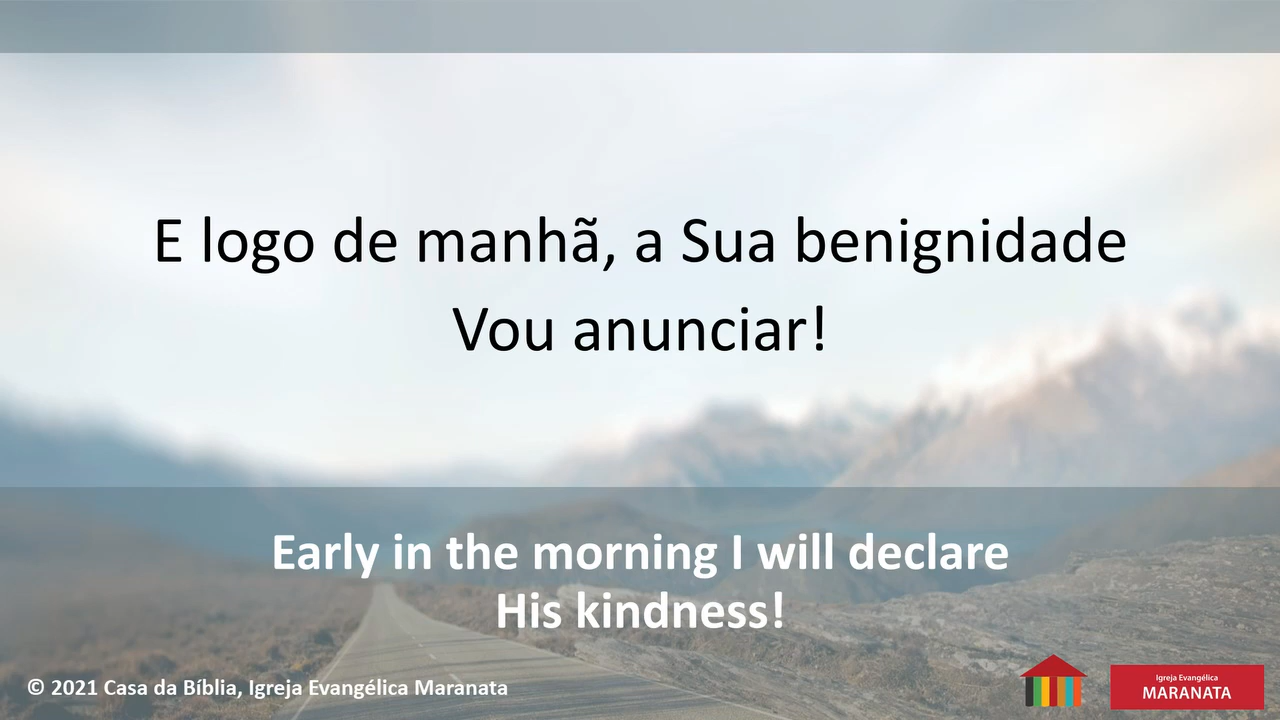 E logo de manhã, a Sua benignidade
Vou anunciar!
Early in the morning I will declare
His kindness!
© 2021 Casa da Bíblia, Igreja Evangélica Maranata
Igreja Evangélica
MARANATA